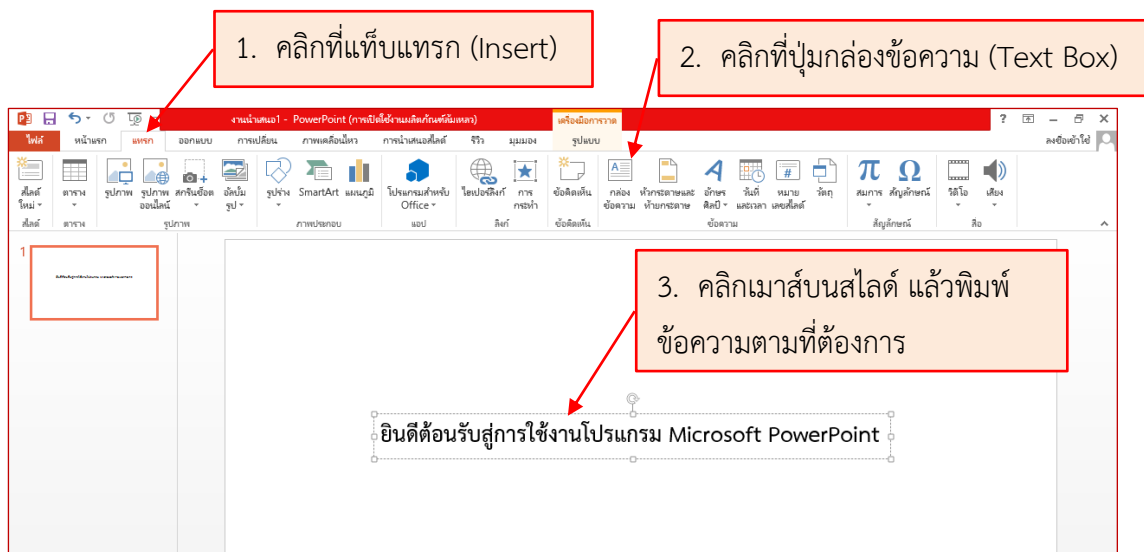 1. คลิกที่แท็บแทรก (Insert)
2. คลิกที่ปุ่มกล่องข้อความ (Text Box)
งานนำเสนอ1 - PowerPoint (การเปิดใช้งานผลิตภัณฑ์ล้มเหลว)
เครื่องมือการวาด
ไฟล์ หน้าแรก แทรก ออกแบบ การเปลี่ยน ภาพเคลื่อนไหว การนำเสนอสไลด์ รีวิว มุมมอง รูปแบบ ลงชื่อเข้าใช้
สไลด์ ตาราง รูปภาพ รูปภาพ สกรีนช็อต อัลบั้ม รูปร่าง SmartArt แผนภูมิ โปรแกรมสำหรับ ไฮเปอร์ลิงก์ การ ข้อคิดเห็น กล่อง หัวกระดาษและ อักษร วันที่ หมาย วัตถุ สมการ สัญลักษณ์ วิดีโอ เสียง
ใหม่ ออนไลน์ รูป Office กระทำ ข้อความ ท้ายกระดาษ ศิลป์ และเวลา เลขสไลด์
สไลด์ ตาราง รูปภาพ ภาพประกอบ แอป ลิงก์ ข้อคิดเห็น ข้อความ สัญลักษณ์ สื่อ
1
3. คลิกเมาส์บนสไลด์ แล้วพิมพ์
ข้อความตามที่ต้องการ
ยินดีต้อนรับสู่การใช้งานโปรแกรม Microsoft PowerPoint